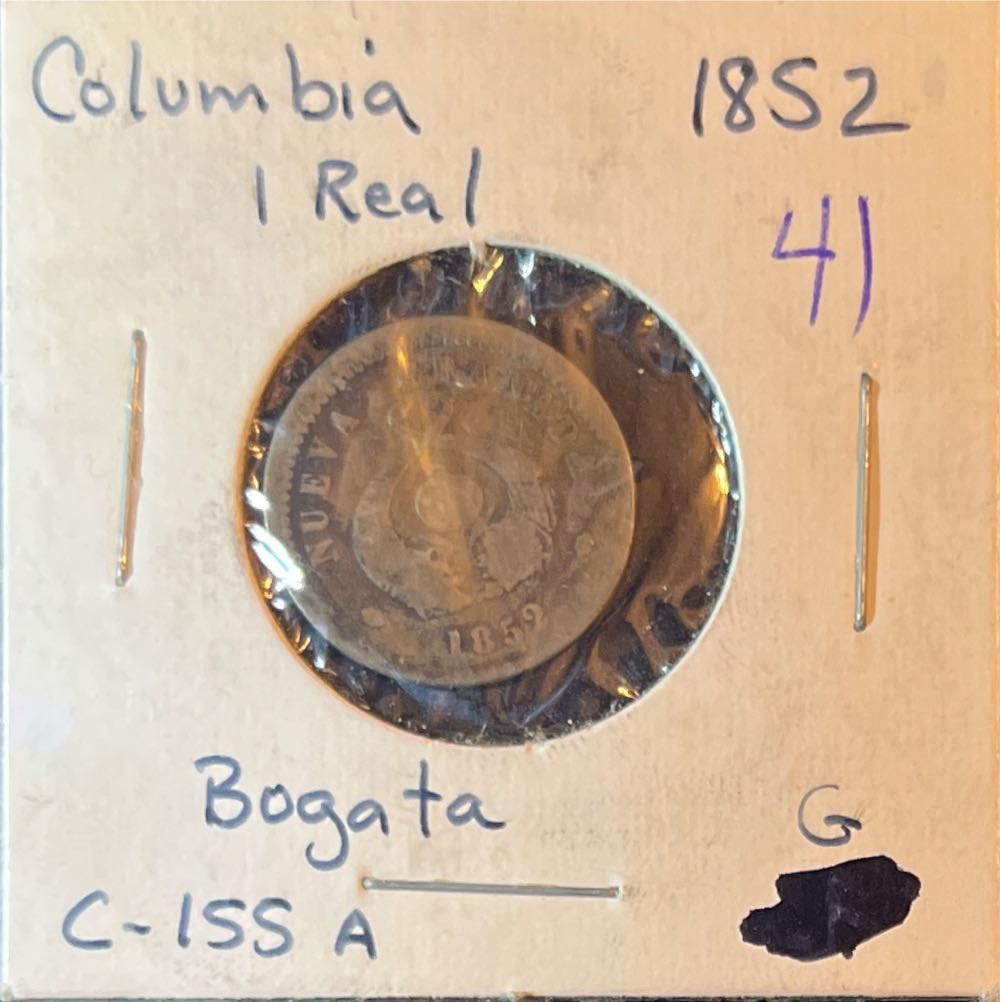 Columbia 1852
1 Real
41
NUEVA
1852
Bogata
G
C-155 A